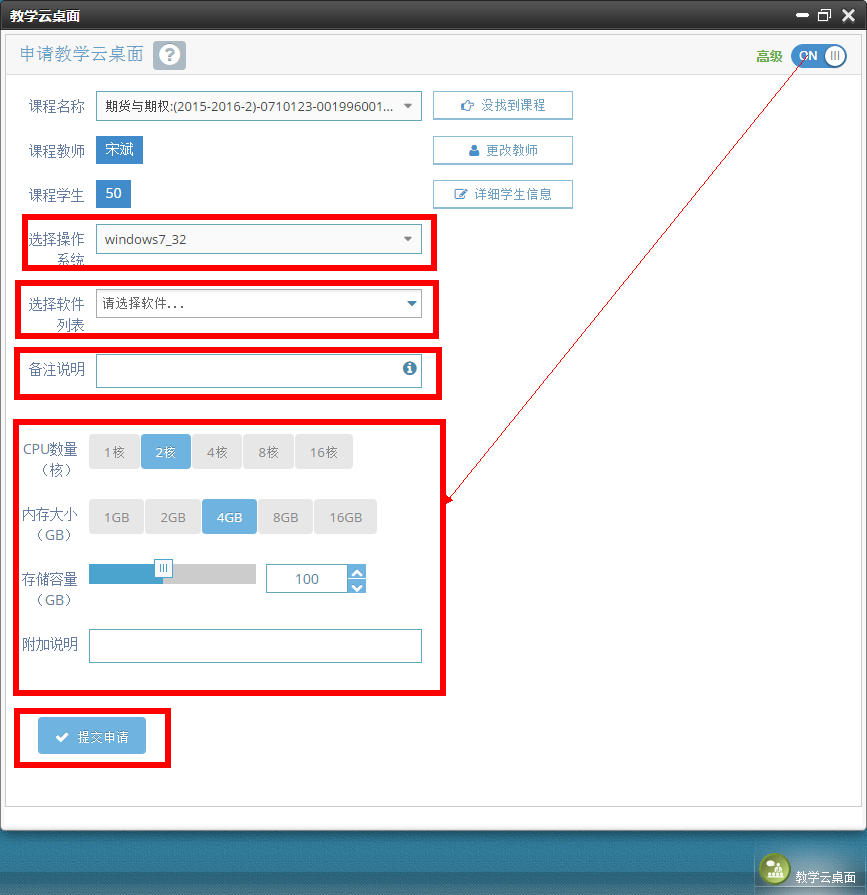 教学云桌面
申请教学云桌面 ?
高级 ON
课程名称 期货与期权:(2015-2016-2)-0710123-001996001... 没找到课程
课程教师 宋斌 更改教师
课程学生 50 详细学生信息
选择操作 windows7_32
系统
选择软件 请选择软件...
列表
备注说明
CPU数量 1核 2核 4核 8核 16核
（核）
内存大小 1GB 2GB 4GB 8GB 16GB
（GB）
存储容量 100
（GB）
附加说明
提交申请
教学云桌面